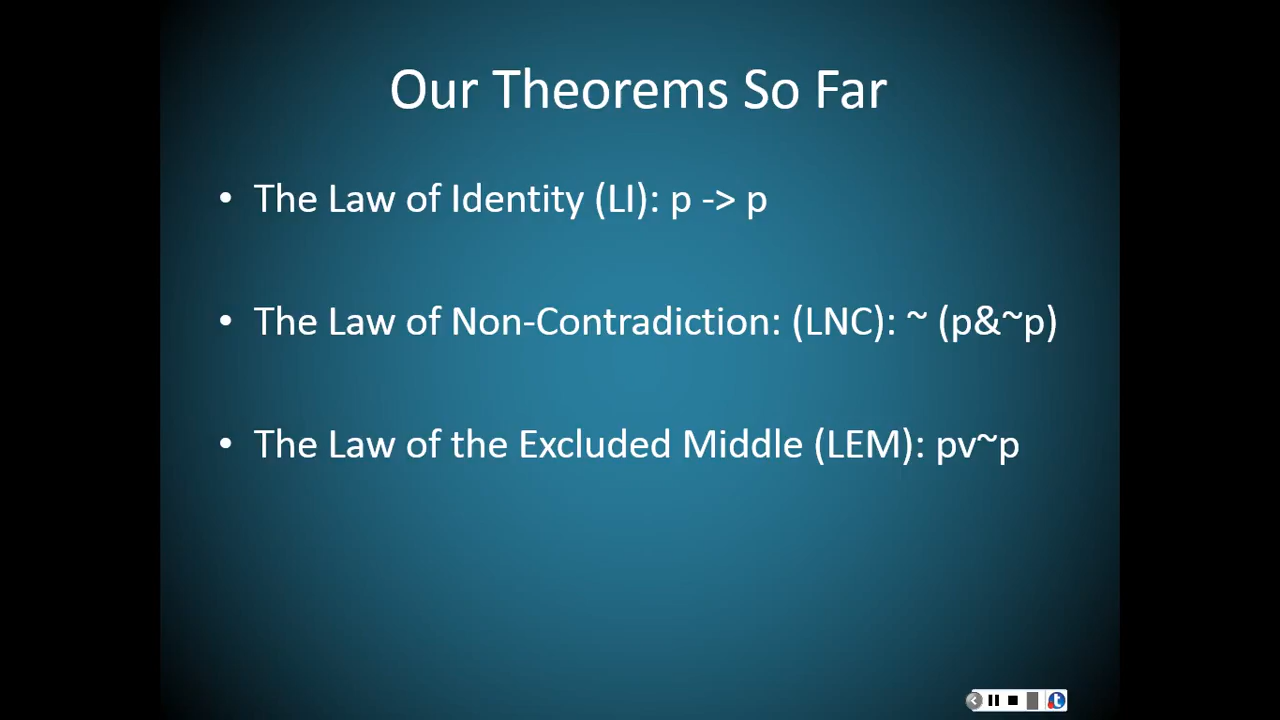 Our Theorems So Far
• The Law of Identity (LI): p -> p
• The Law of Non-Contradiction: (LNC): ~ (p&~p)
• The Law of the Excluded Middle (LEM): pv~p